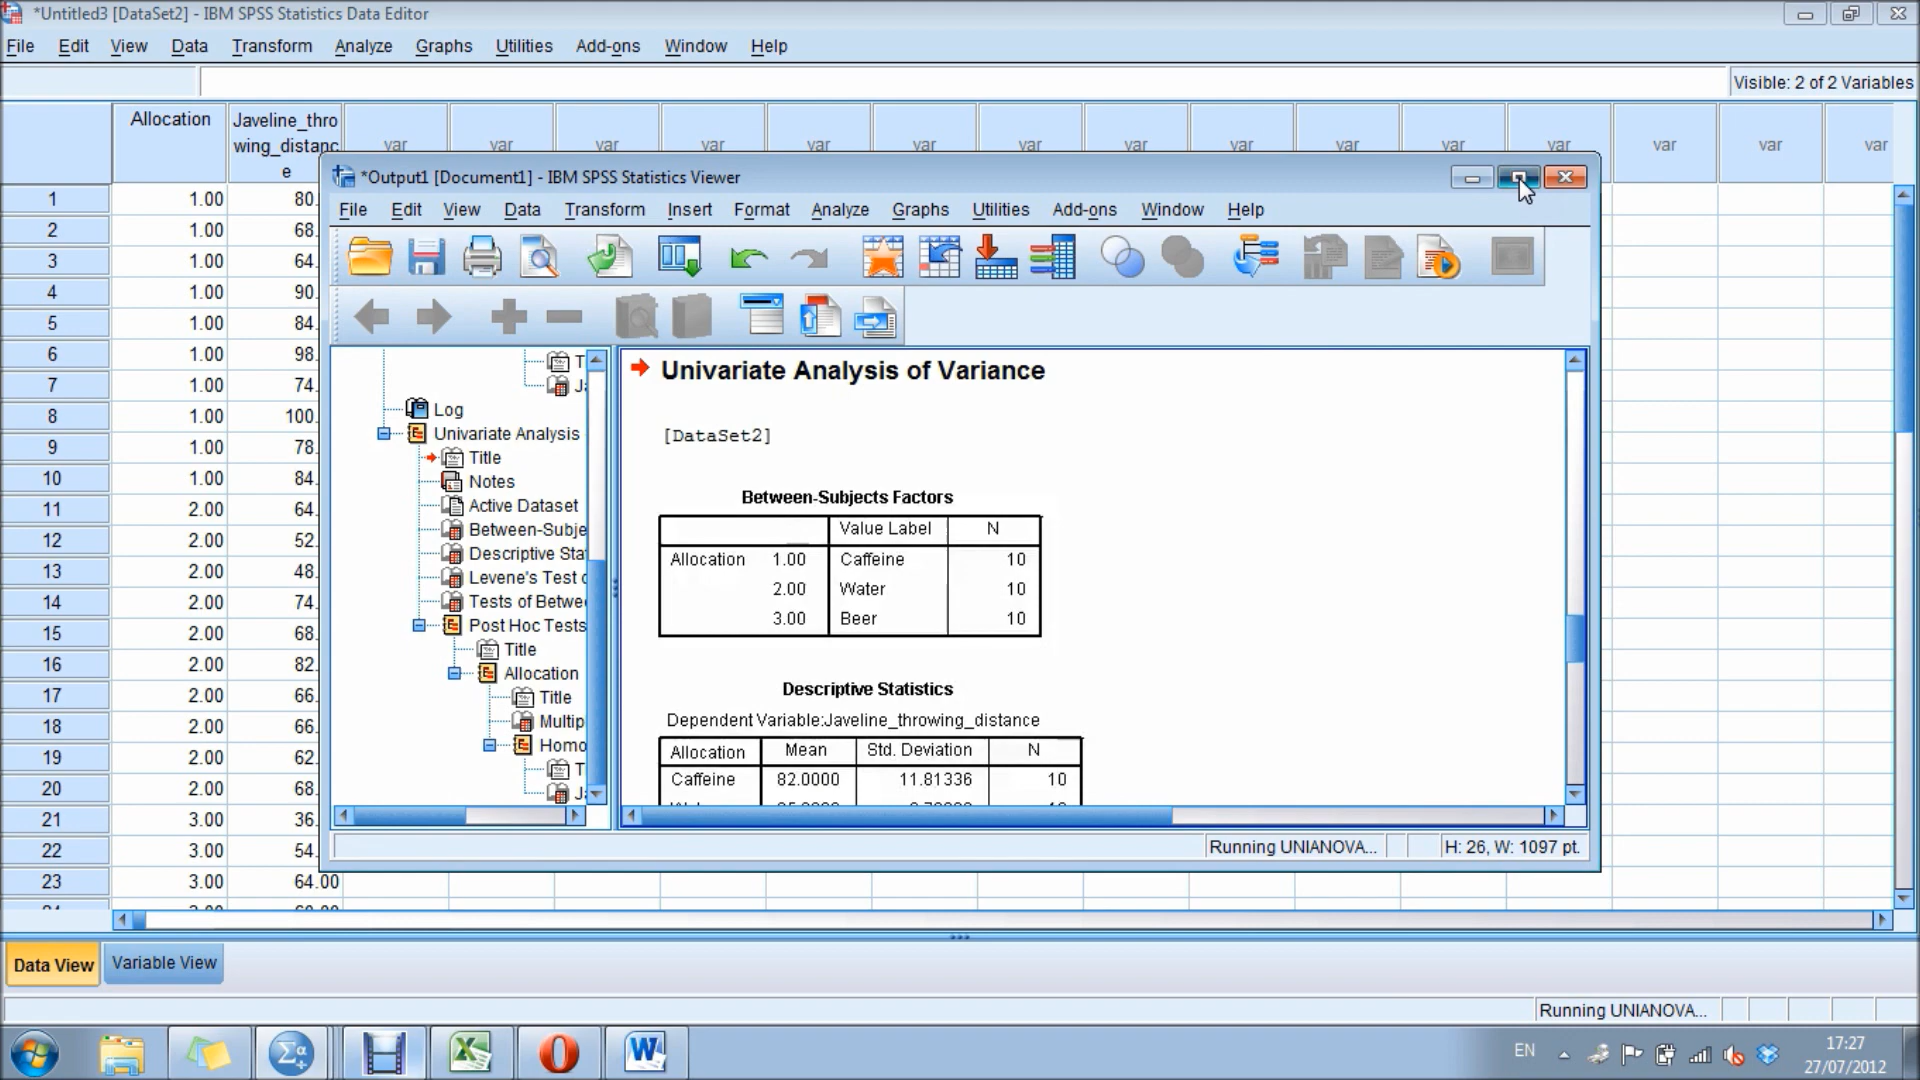 *Untitled3 [DataSet2] - IBM SPSS Statistics Data Editor
File Edit View Data Transform Analyze Graphs Utilities Add-ons Window Help
Visible: 2 of 2 Variables
Allocation
Javeline_thro
wing_distanc
e
var var var var var var var var var var var var var var var
1 1.00 80.
2 1.00 68.
3 1.00 64.
4 1.00 90.
5 1.00 84.
6 1.00 98.
7 1.00 74.
8 1.00 100.
9 1.00 78.
10 1.00 84.
11 2.00 64.
12 2.00 52.
13 2.00 48.
14 2.00 74.
15 2.00 68.
16 2.00 82.
17 2.00 66.
18 2.00 66.
19 2.00 62.
20 2.00 68.
21 3.00 36.
22 3.00 54.
23 3.00 64.00
*Output1 [Document1] - IBM SPSS Statistics Viewer
File Edit View Data Transform Insert Format Analyze Graphs Utilities Add-ons Window Help
T
J
Log
Univariate Analysis
Title
Notes
Active Dataset
Between-Subje
Descriptive Sta
Levene's Test o
Tests of Betwe
Post Hoc Tests
Title
Allocation
Title
Multip
Homo
T
J
Univariate Analysis of Variance
[DataSet2]
Between-Subjects Factors
Value Label N
Allocation 1.00 Caffeine 10
2.00 Water 10
3.00 Beer 10
Descriptive Statistics
Dependent Variable:Javeline_throwing_distance
Allocation Mean Std. Deviation N
Caffeine 82.0000 11.81336 10
Running UNIANOVA... H: 26, W: 1097 pt.
Data View Variable View
Running UNIANOVA...
EN
17:27
27/07/2012